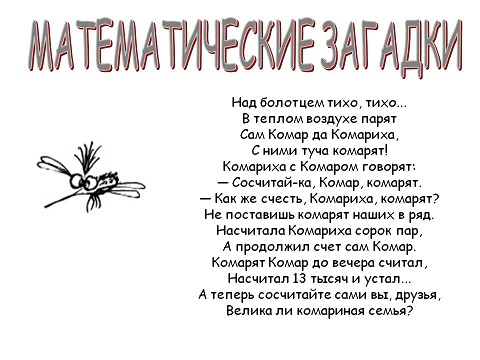 МАТЕМАТИЧЕСКИЕ ЗАГАДКИ
Над болотцем тихо, тихо...
В теплом воздухе парят
Сам Комар да Комариха,
С ними туча комарят!
Комариха с Комаром говорят:
— Сосчитай-ка, Комар, комарят.
— Как же счесть, Комариха, комарят?
Не поставишь комарят наших в ряд.
Насчитала Комариха сорок пар,
А продолжил счет сам Комар.
Комарят Комар до вечера считал,
Насчитал 13 тысяч и устал...
А теперь сосчитайте сами вы, друзья,
Велика ли комариная семья?